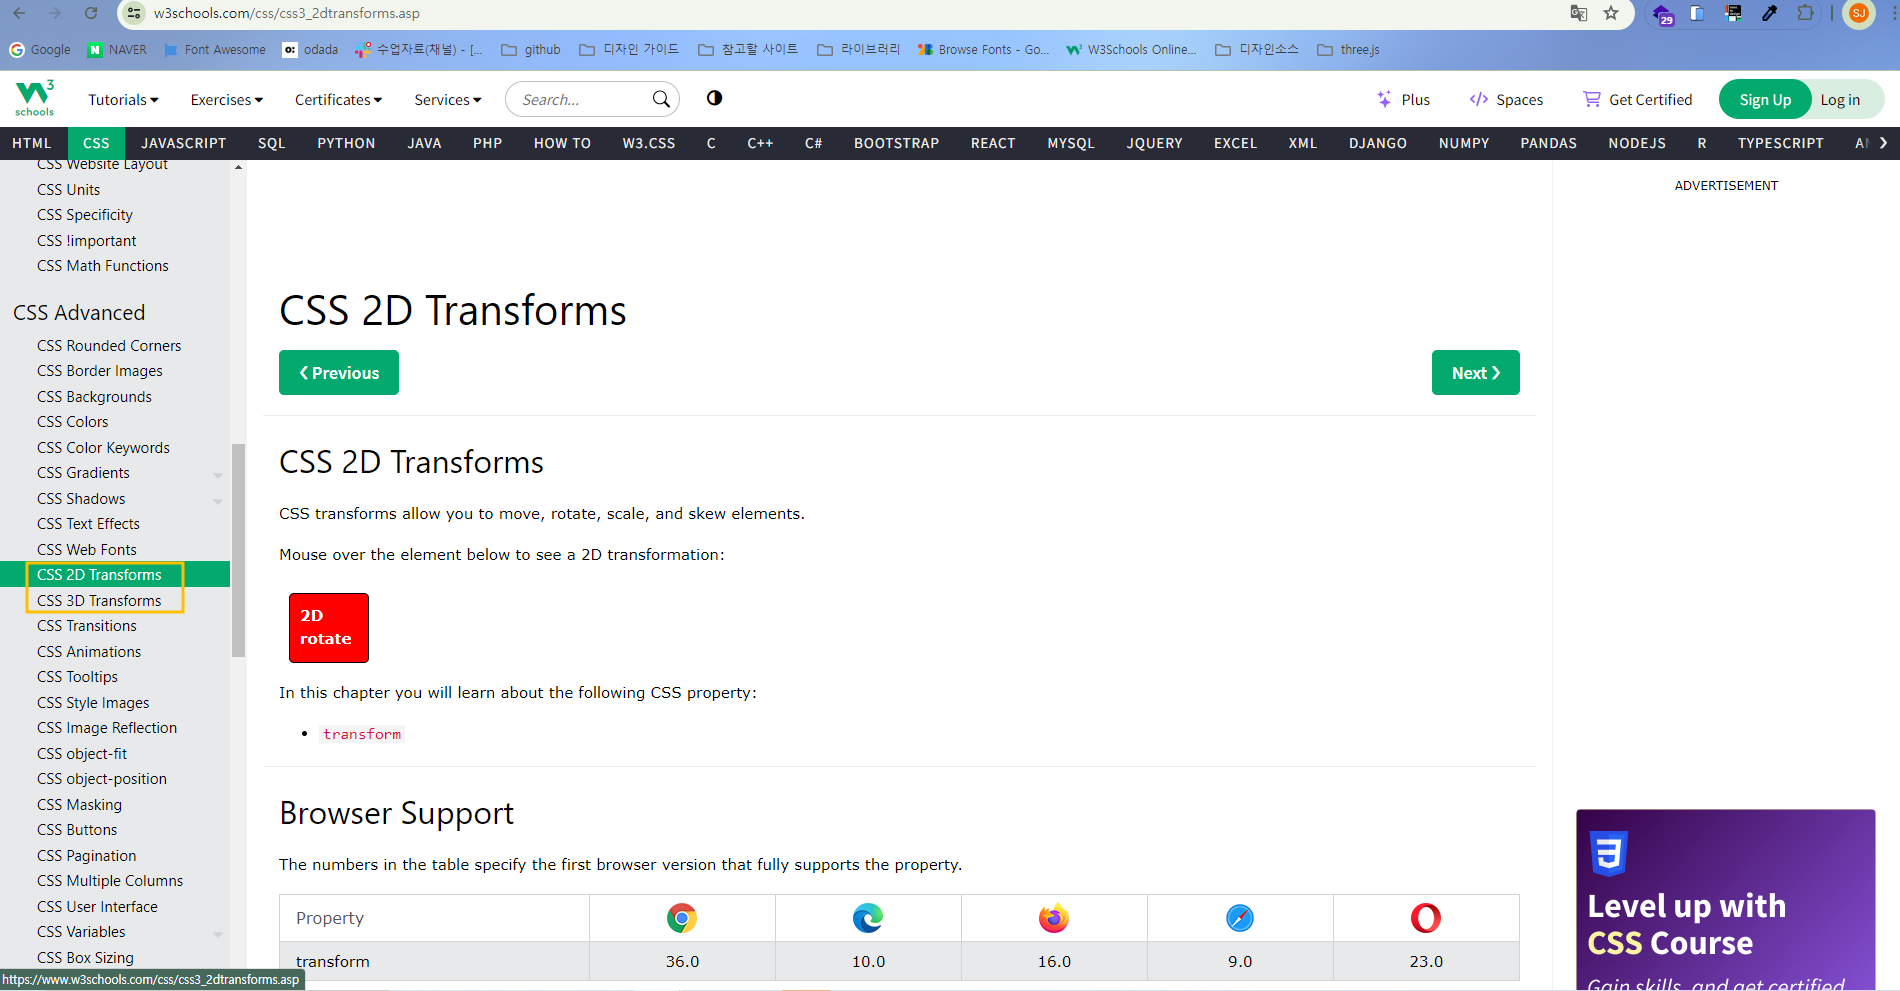 w3schools.com/css/css3_2dtransforms.asp
29
SJ
Google
NAVER
Font Awesome
odada
수업자료(채널) - [...
github
디자인 가이드
참고할 사이트
라이브러리
Browse Fonts - Go...
W3Schools Online...
디자인소스
three.js
W3 schools
Tutorials
Exercises
Certificates
Services
Search...
Plus
Spaces
Get Certified
Sign Up
Log in
HTML
CSS
JAVASCRIPT
SQL
PYTHON
JAVA
PHP
HOW TO
W3.CSS
C
C++
C#
BOOTSTRAP
REACT
MYSQL
JQUERY
EXCEL
XML
DJANGO
NUMPY
PANDAS
NODEJS
R
TYPESCRIPT
CSS Website Layout
CSS Units
CSS Specificity
CSS !important
CSS Math Functions
CSS Advanced
CSS Rounded Corners
CSS Border Images
CSS Backgrounds
CSS Colors
CSS Color Keywords
CSS Gradients
CSS Shadows
CSS Text Effects
CSS Web Fonts
CSS 2D Transforms
CSS 3D Transforms
CSS Transitions
CSS Animations
CSS Tooltips
CSS Style Images
CSS Image Reflection
CSS object-fit
CSS object-position
CSS Masking
CSS Buttons
CSS Pagination
CSS Multiple Columns
CSS User Interface
CSS Variables
CSS Box Sizing
https://www.w3schools.com/css/css3_2dtransforms.asp
CSS 2D Transforms
❮ Previous
Next ❯
CSS 2D Transforms
CSS transforms allow you to move, rotate, scale, and skew elements.
Mouse over the element below to see a 2D transformation:
2D
rotate
In this chapter you will learn about the following CSS property:
• transform
Browser Support
The numbers in the table specify the first browser version that fully supports the property.
Property
transform 36.0 10.0 16.0 9.0 23.0
ADVERTISEMENT
3
Level up with
CSS Course
Gain skills, and get certified